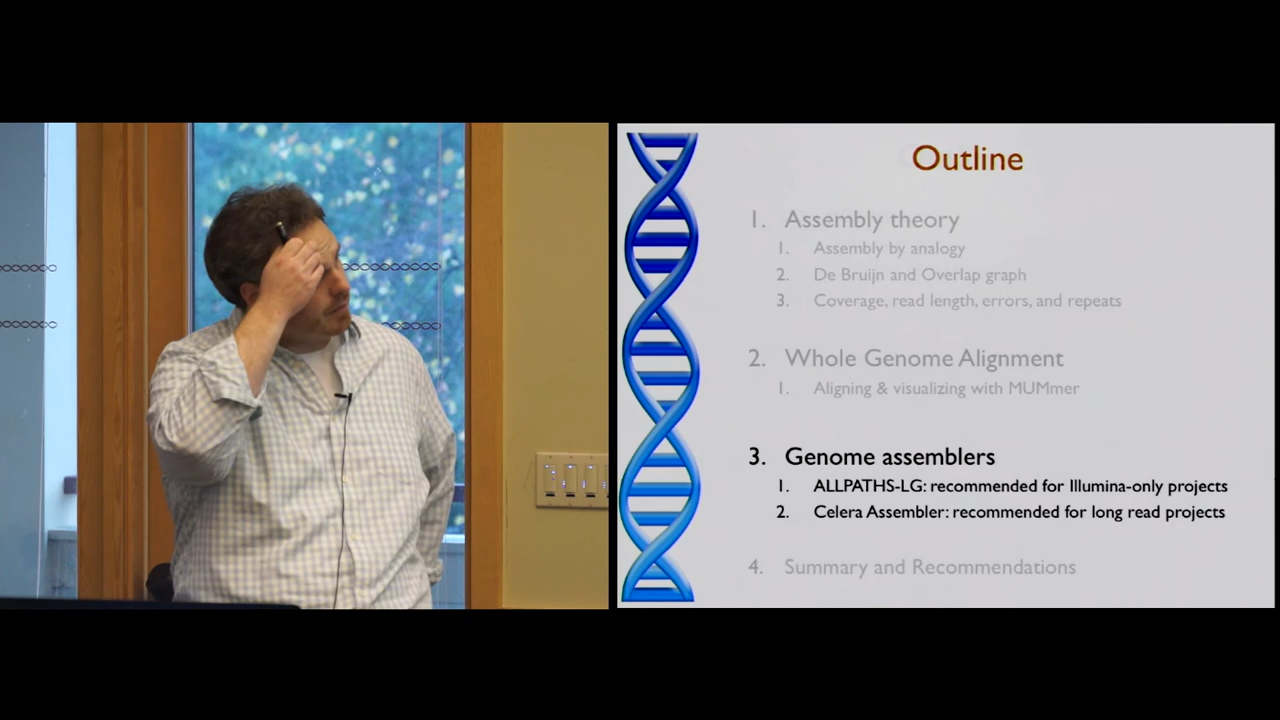 Outline
1. Assembly theory
1. Assembly by analogy
2. De Bruijn and Overlap graph
3. Coverage, read length, errors, and repeats
2. Whole Genome Alignment
1. Aligning & visualizing with MUMmer
3. Genome assemblers
1. ALLPATHS-LG: recommended for Illumina-only projects
2. Celera Assembler: recommended for long read projects
4. Summary and Recommendations